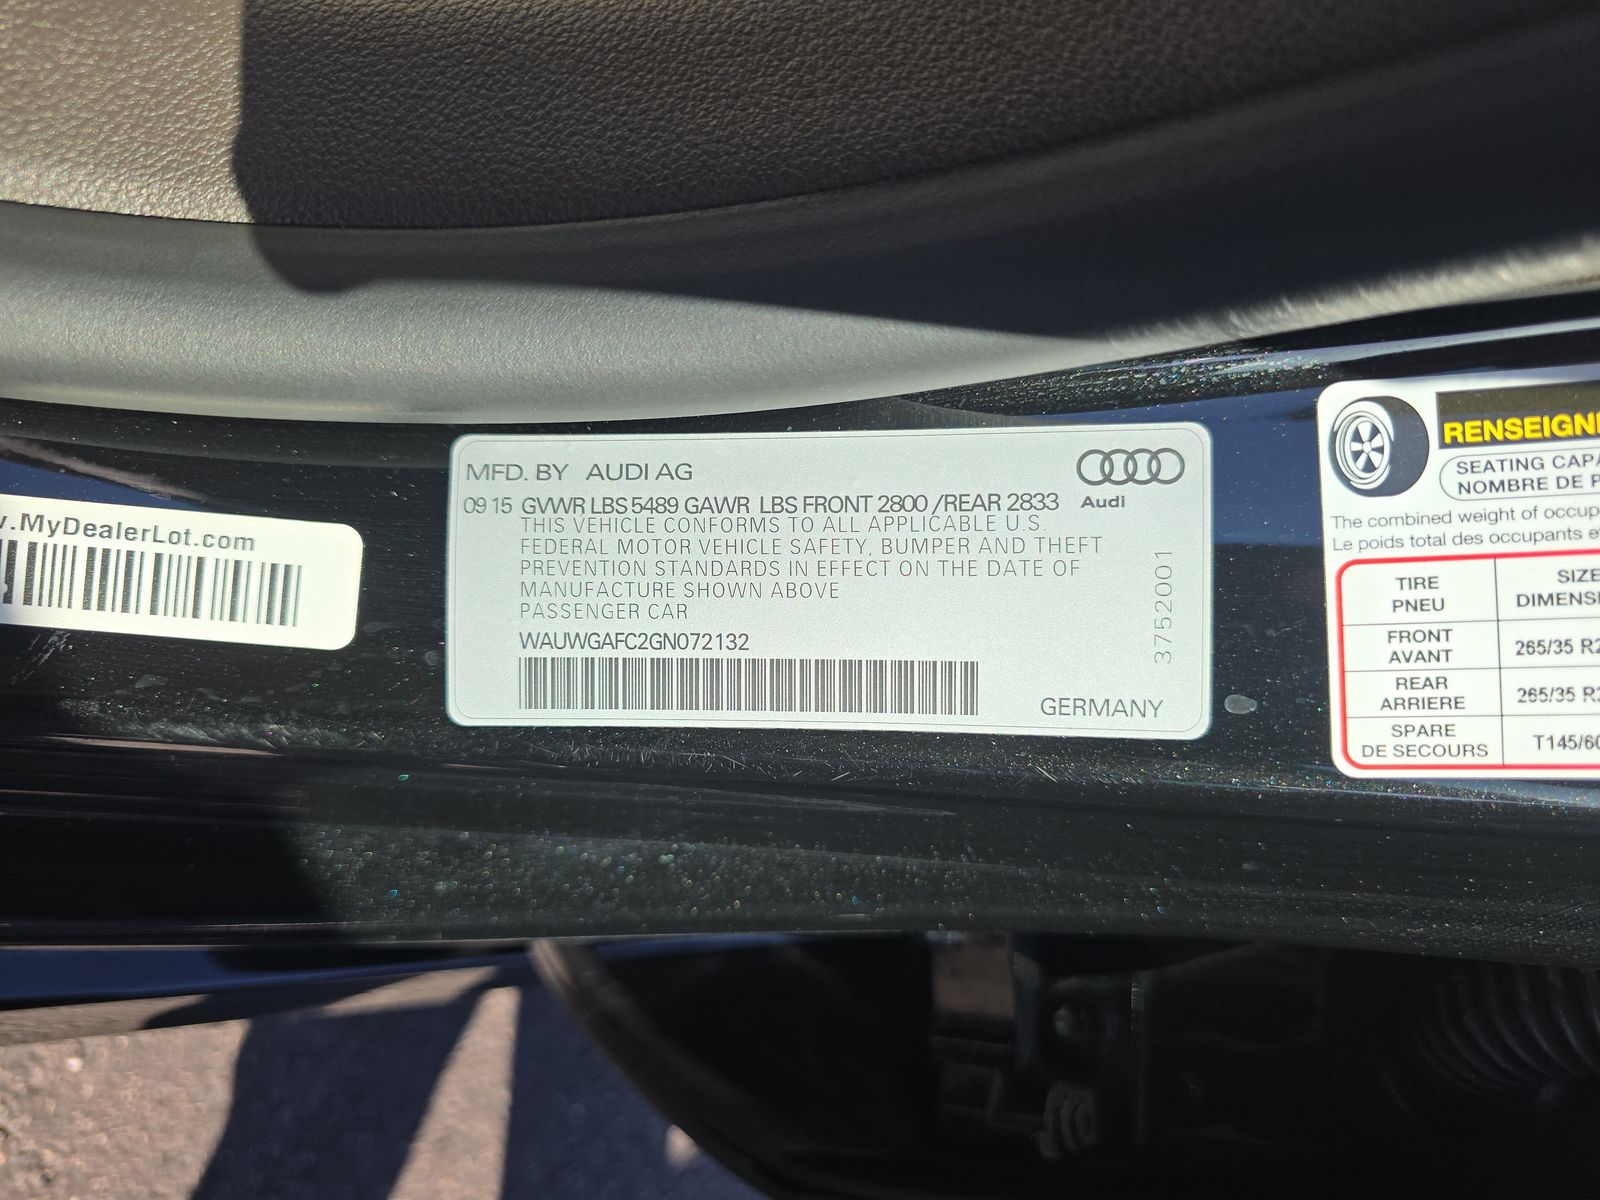 .MyDealerLot.com
MFD. BY AUDI AG
09 15 GVWR LBS 5489 GAWR LBS FRONT 2800 /REAR 2833
Audi
THIS VEHICLE CONFORMS TO ALL APPLICABLE U.S.
FEDERAL MOTOR VEHICLE SAFETY, BUMPER AND THEFT
PREVENTION STANDARDS IN EFFECT ON THE DATE OF
MANUFACTURE SHOWN ABOVE
PASSENGER CAR
WAUWGAFC2GN072132
GERMANY
3752001
RENSEIGN
SEATING CAPA
NOMBRE DE P
The combined weight of occup
Le poids total des occupants e
TIRE
PNEU
SIZE
DIMENS
FRONT
AVANT
265/35 R2
REAR
ARRIERE
265/35 R2
SPARE
DE SECOURS
T145/60